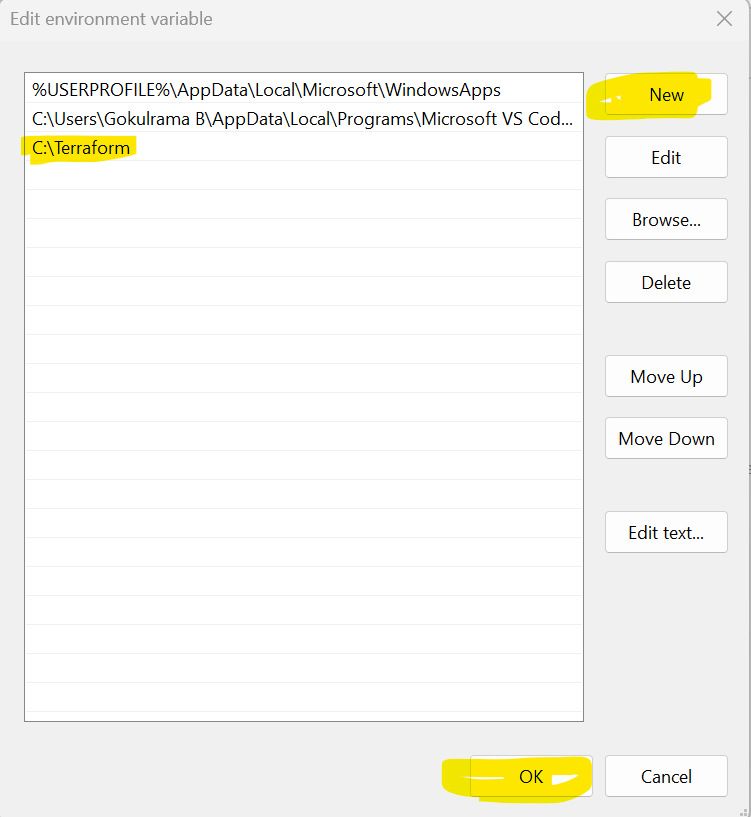 Edit environment variable
%USERPROFILE%\AppData\Local\Microsoft\WindowsApps
C:\Users\Gokulrama B\AppData\Local\Programs\Microsoft VS Cod...
C:\Terraform
New
Edit
Browse...
Delete
Move Up
Move Down
Edit text...
OK
Cancel